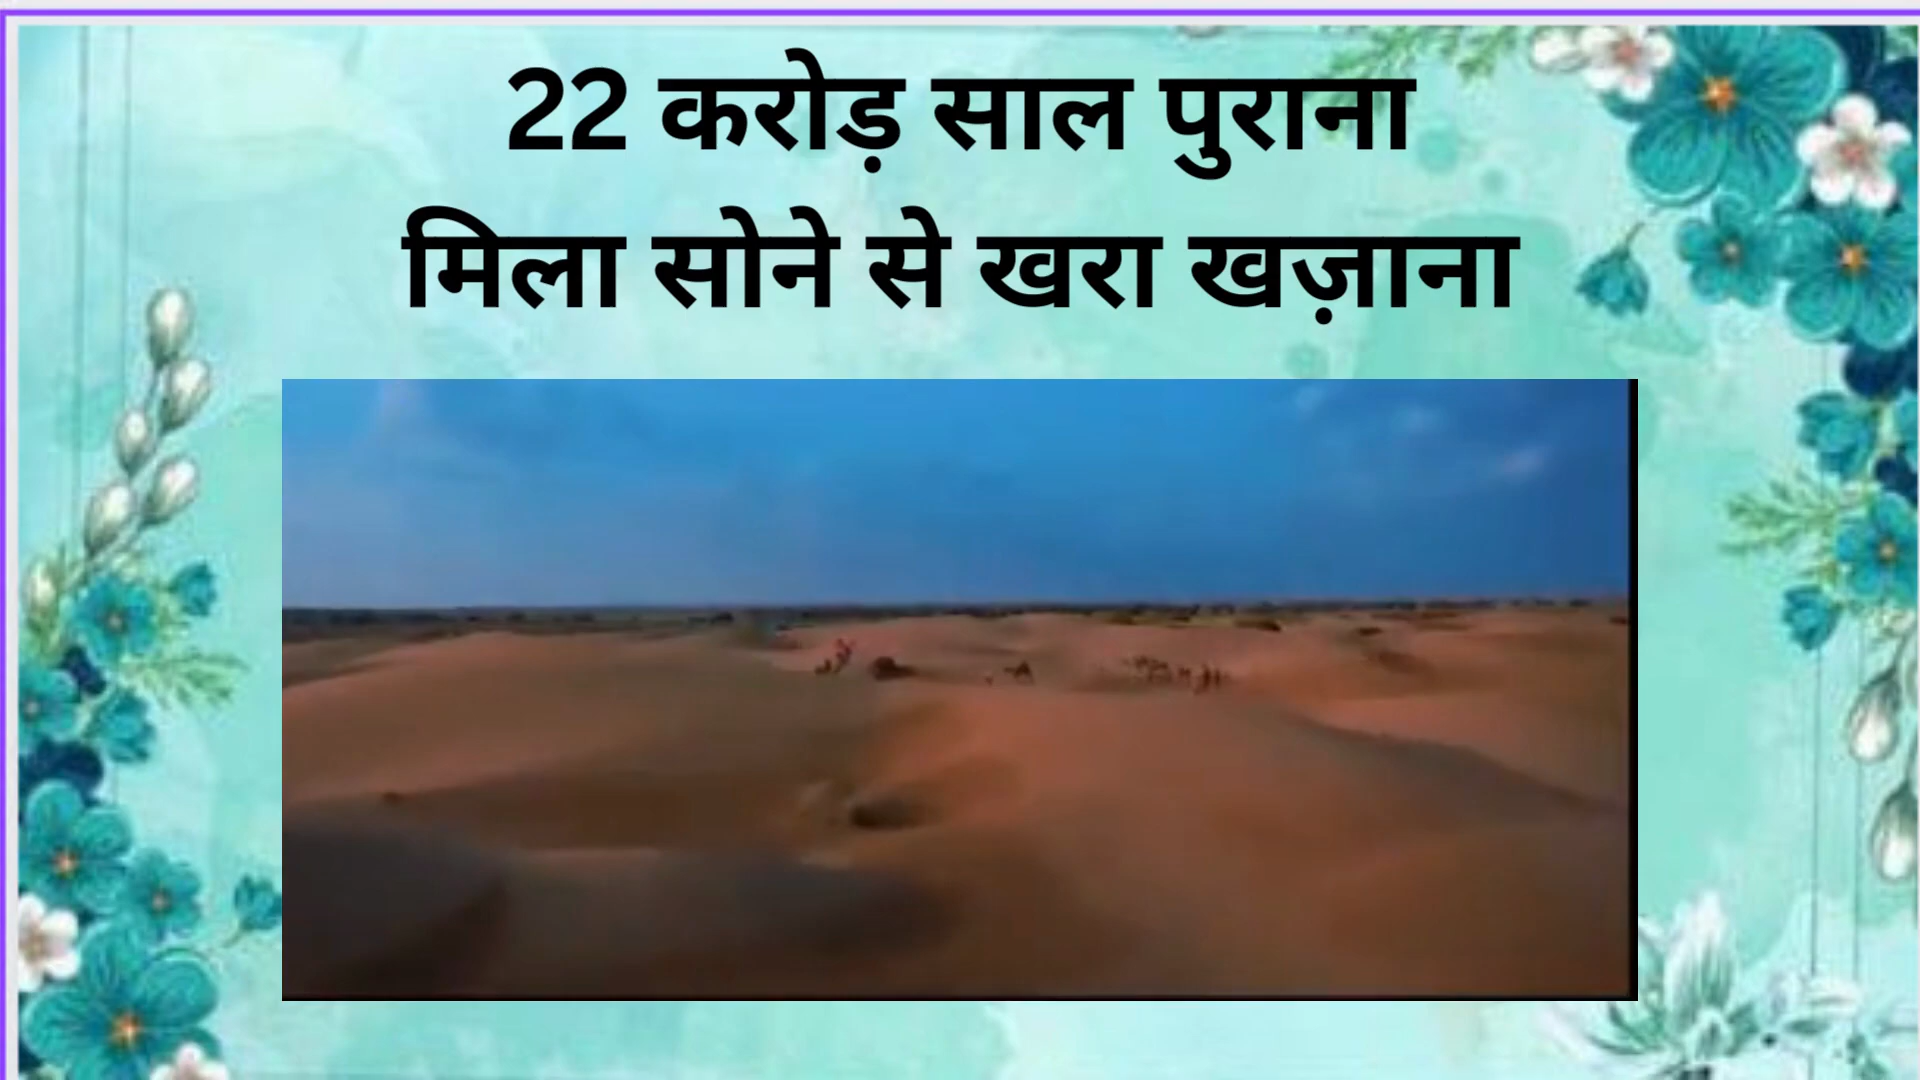 22 करोड़ साल पुराना
मिला सोने से खरा खज़ाना